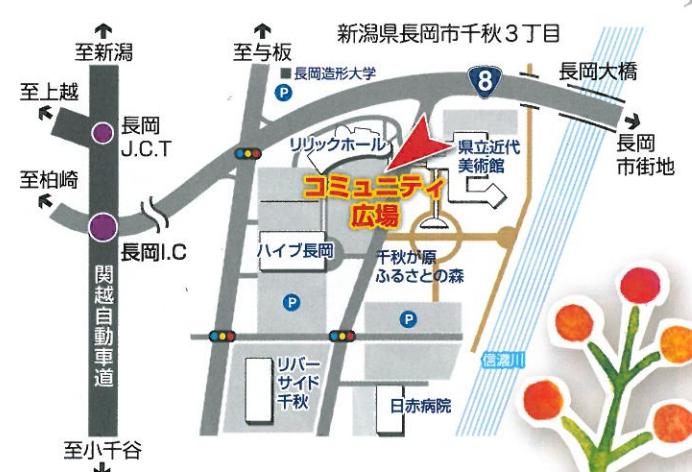 新潟県長岡市千秋3丁目
至新潟
至与板
長岡造形大学
P
8
長岡大橋
至上越
長岡
J.C.T
リリックホール
県立近代
美術館
長岡
市街地
至柏崎
コミュニティ
広場
長岡I.C
ハイブ長岡
千秋が原
ふるさとの森
関越自動車道
P
P
信濃川
リバー
サイド
千秋
日赤病院
至小千谷